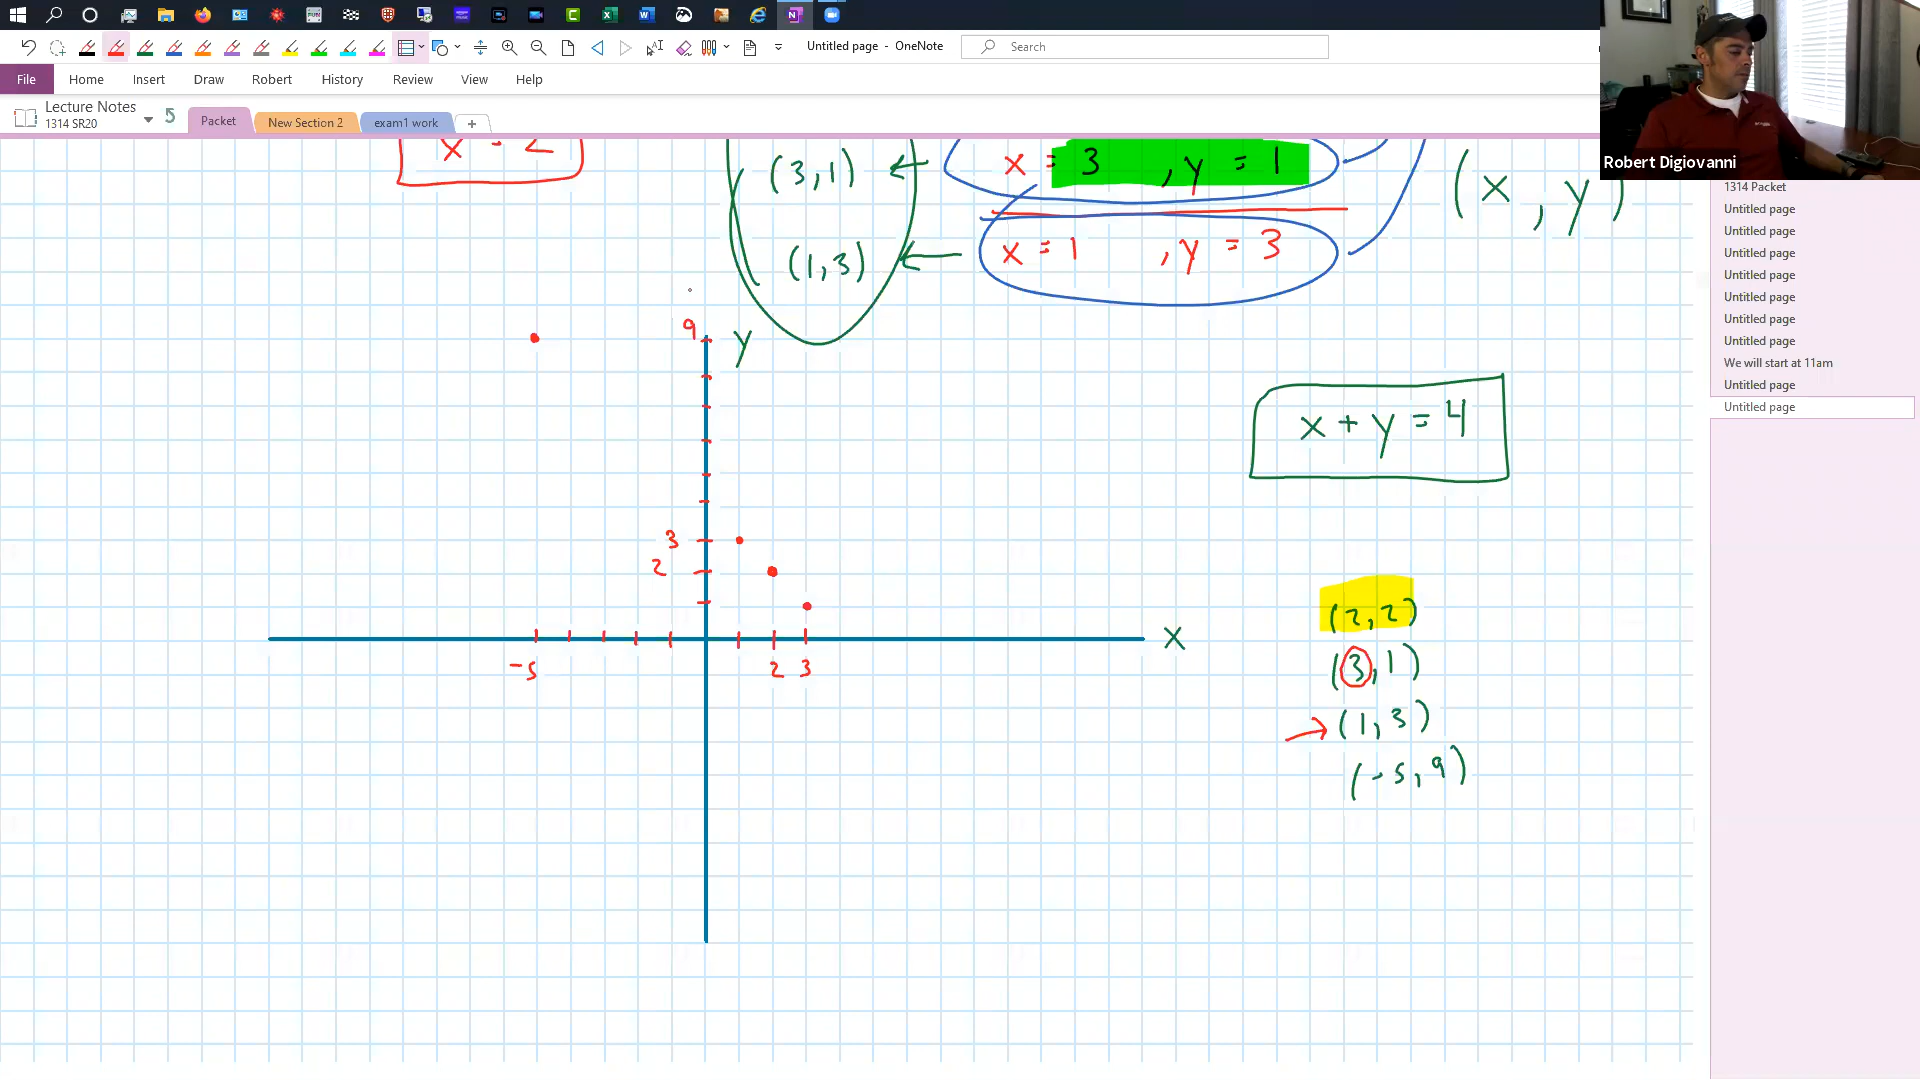 Untitled page - OneNote
Search
File Home Insert Draw Robert History Review View Help
Lecture Notes
1314 SR20
Packet
New Section 2
exam1 work
Robert Digiovanni
1314 Packet
Untitled page
Untitled page
Untitled page
Untitled page
Untitled page
Untitled page
Untitled page
We will start at 11am
Untitled page
Untitled page
x = 2
(3,1)
x = 3 , y = 1
(x , y)
(1,3)
x = 1 , y = 3
9
y
x + y = 4
3
2
x
-5
2 3
(2,2)
(3,1)
(1,3)
(-5,9)